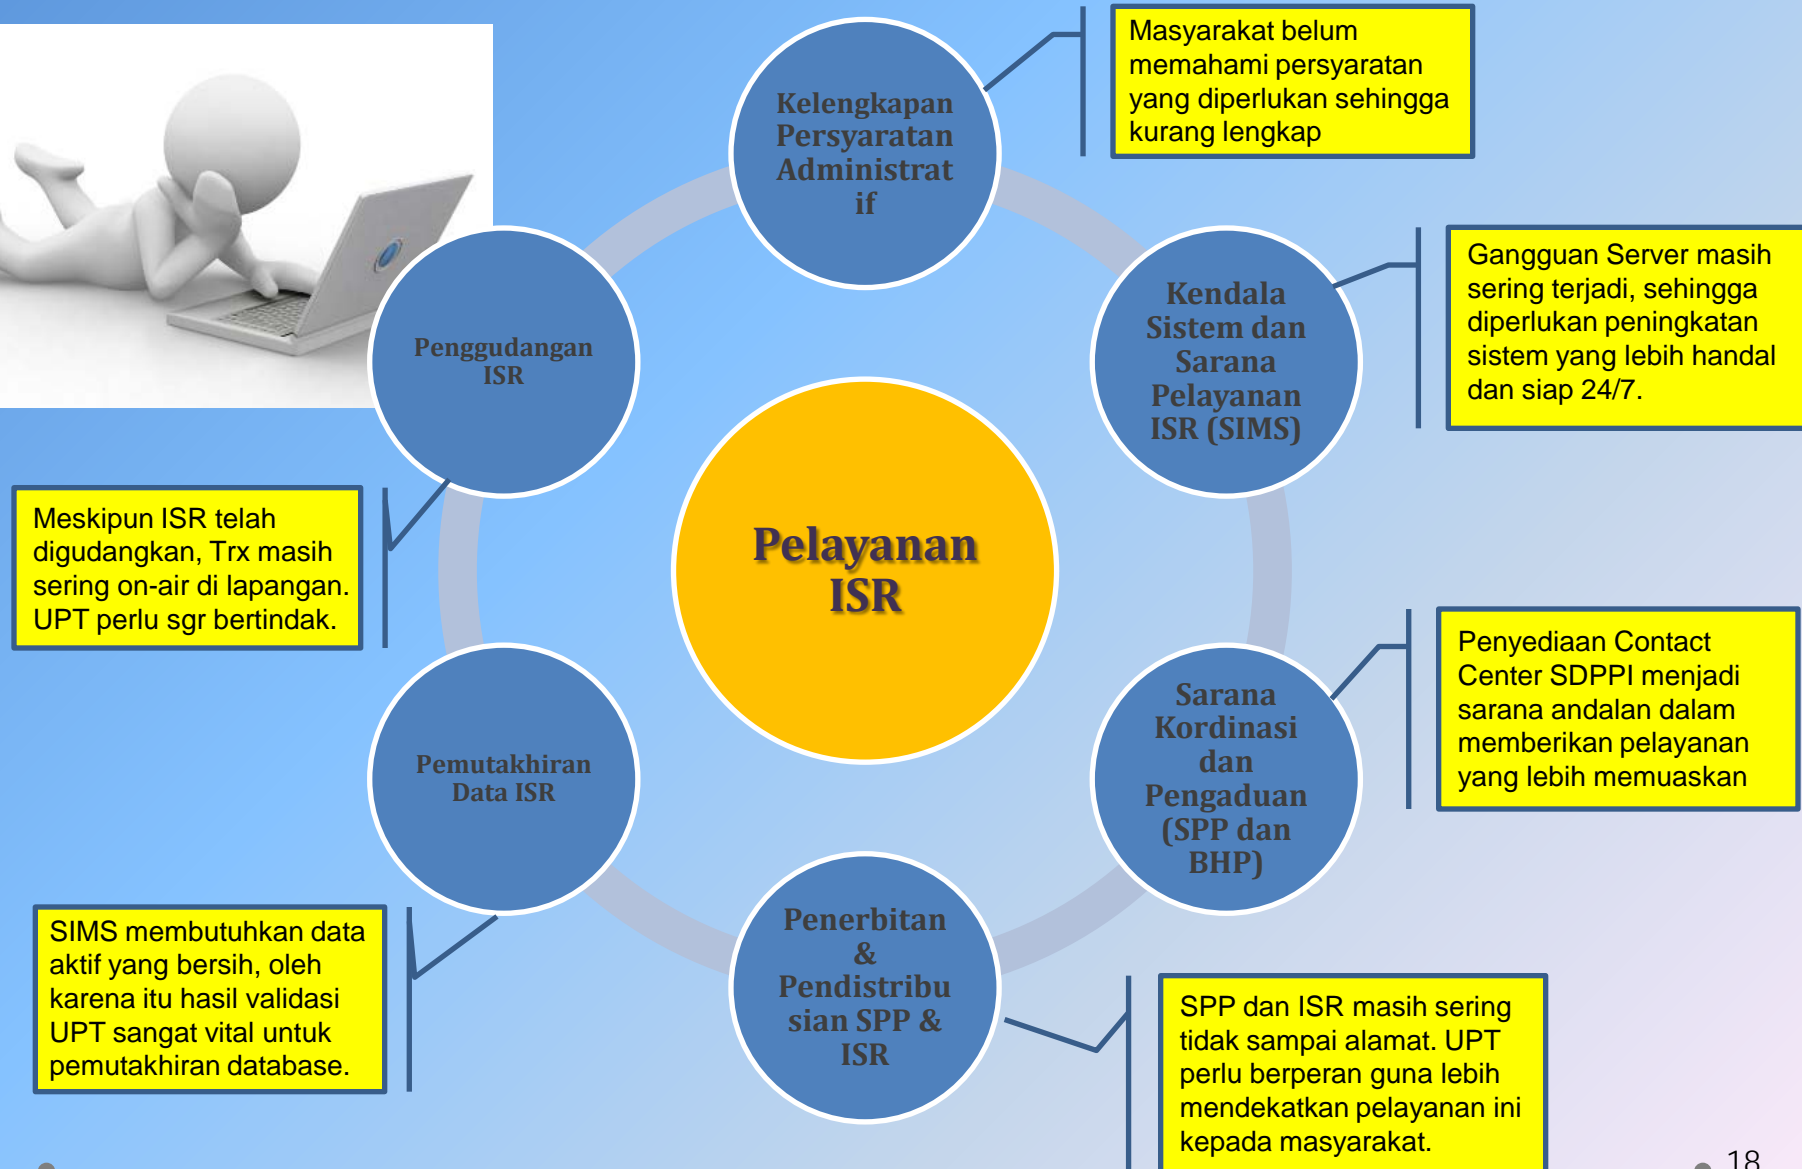 Kelengkapan
Persyaratan
Administrat
if
Masyarakat belum
memahami persyaratan
yang diperlukan sehingga
kurang lengkap
Kendala
Sistem dan
Sarana
Pelayanan
ISR (SIMS)
Gangguan Server masih
sering terjadi, sehingga
diperlukan peningkatan
sistem yang lebih handal
dan siap 24/7.
Penggudangan
ISR
Meskipun ISR telah
digudangkan, Trx masih
sering on-air di lapangan.
UPT perlu sgr bertindak.
Pelayanan
ISR
Sarana
Kordinasi
dan
Pengaduan
(SPP dan
BHP)
Penyediaan Contact
Center SDPPI menjadi
sarana andalan dalam
memberikan pelayanan
yang lebih memuaskan
Pemutakhiran
Data ISR
SIMS membutuhkan data
aktif yang bersih, oleh
karena itu hasil validasi
UPT sangat vital untuk
pemutakhiran database.
Penerbitan
&
Pendistribu
sian SPP &
ISR
SPP dan ISR masih sering
tidak sampai alamat. UPT
perlu berperan guna lebih
mendekatkan pelayanan ini
kepada masyarakat.
18